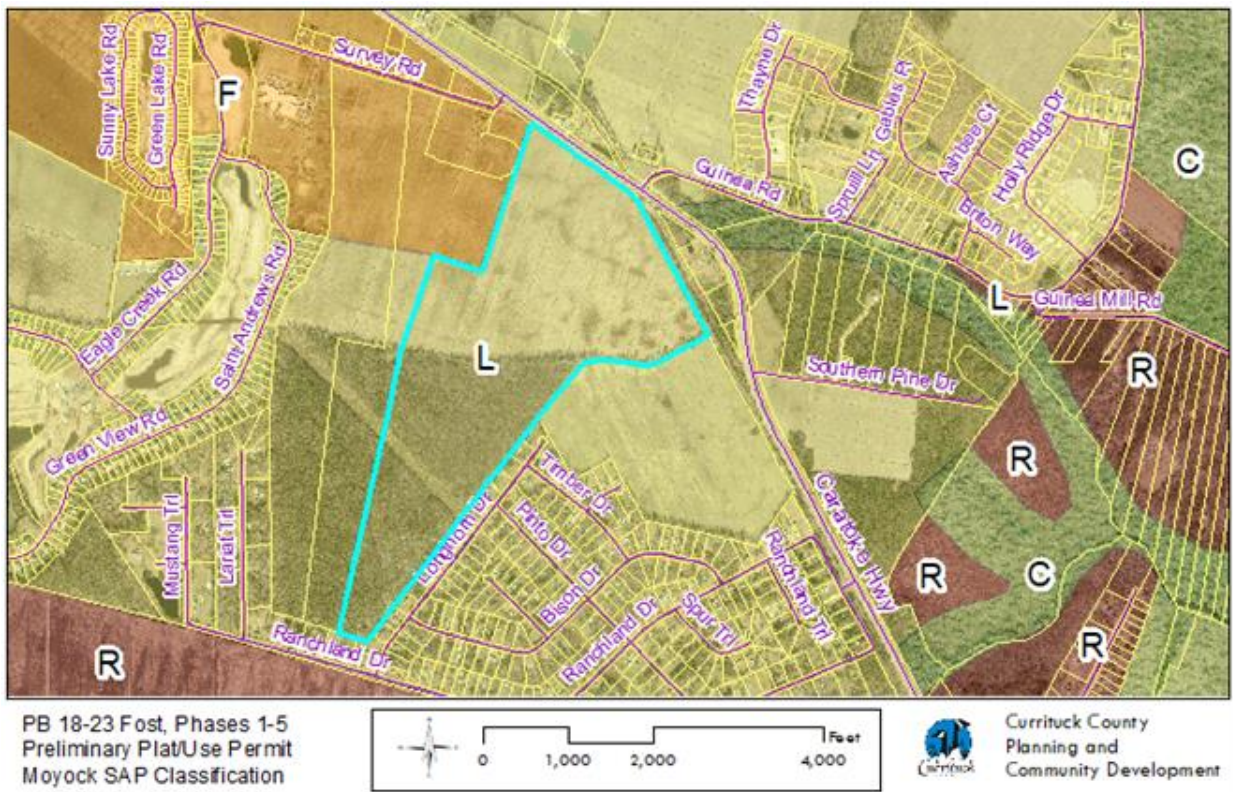 Sunny Lake Rd
Green Lake Rd
F
Survey Rd
Thayne Dr
Gables Pl
Ashbee Ct
Holly Ridge Dr
C
Guinea Rd
Spruill Ln
Briton Way
L
Guinea Mill Rd
Eagle Creek Rd
Saint Andrews Rd
L
Southern Pine Dr
R
Green View Rd
Mustang Trl
Lariat Trl
Longhorn Dr
Timber Dr
Pinto Dr
Bison Dr
Ranchland Dr
Spur Trl
Ranchland Trl
Caratoke Hwy
R
R
C
R
R
Ranchland Dr
PB 18-23 Fost, Phases 1-5
Preliminary Plat/Use Permit
Moyock SAP Classification
Feet
0 1,000 2,000 4,000
Currituck
Currituck County
Planning and
Community Development